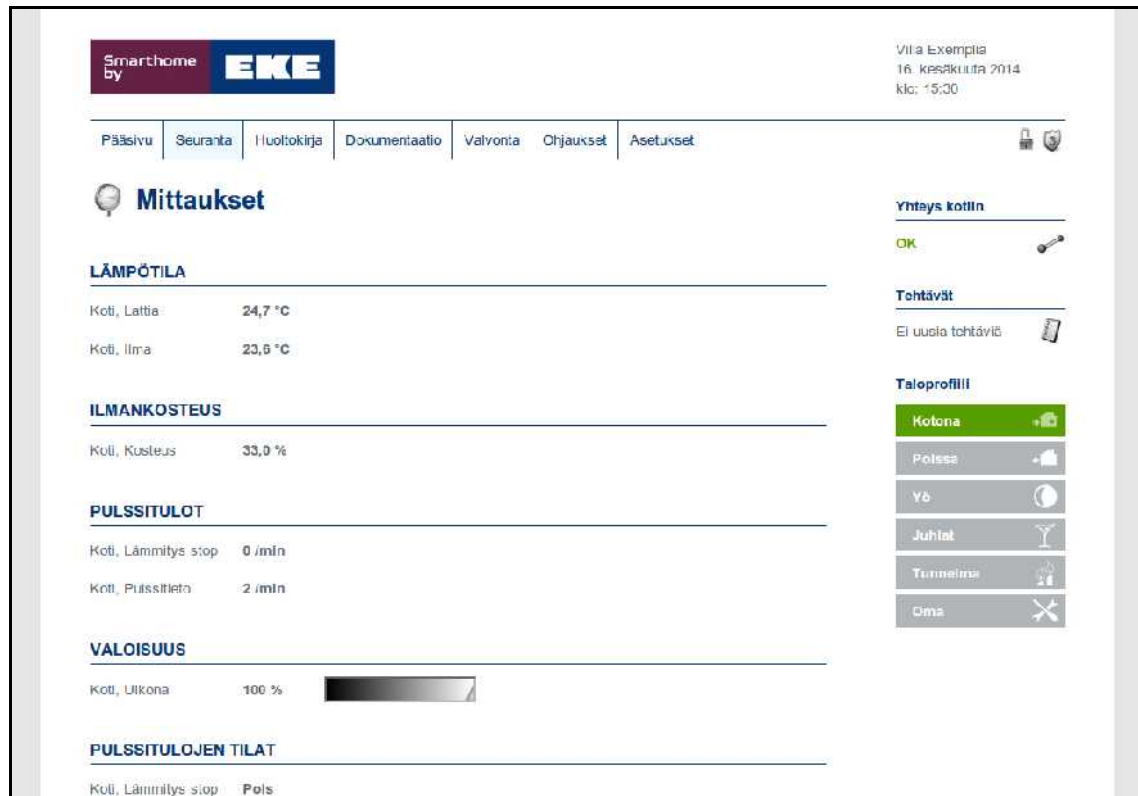 Smarthome
by
EKE
Villa Exemplia
16. kesäkuuta 2014
klo: 15:30
Pääsivu Seuranta Huoltokirja Dokumentaatio Valvonta Ohjaukset Asetukset
Mittaukset
Yhteys kotiin
OK
LÄMPÖTILA
Koti, Lattia 24,7 °C
Koti, Ilma 23,6 °C
Tehtävät
Ei uusia tehtäviä
Taloprofiili
Kotona
Poissa
Yö
Juhlat
Tunnelma
Oma
ILMANKOSTEUS
Koti, Kosteus 33,0 %
PULSSITULOT
Koti, Lämmitys stop 0 /min
Koti, Pulssitieto 2 /min
VALOISUUS
Koti, Ulkona 100 %
PULSSITULOJEN TILAT
Koti, Lämmitys stop Pois